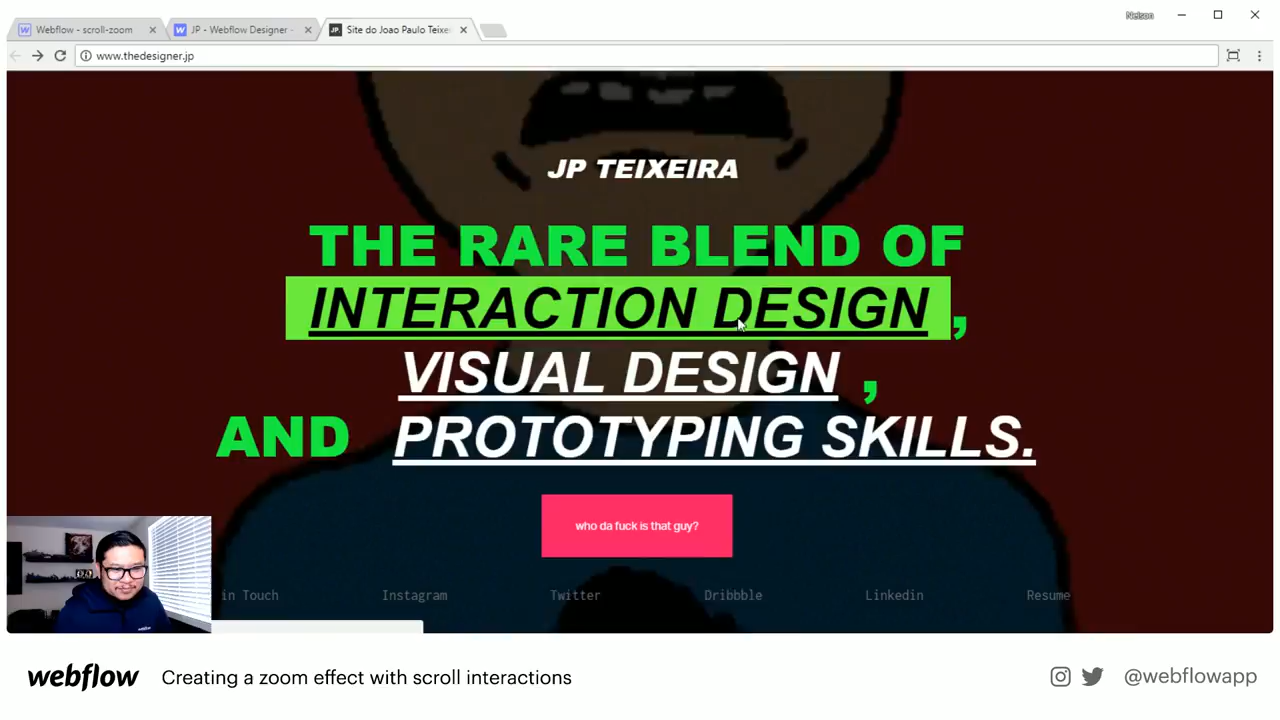 Nelson
Webflow - scroll-zoom
JP - Webflow Designer -
Site do Joao Paulo Teixei
www.thedesigner.jp
JP TEIXEIRA
THE RARE BLEND OF
INTERACTION DESIGN,
VISUAL DESIGN ,
AND PROTOTYPING SKILLS.
who da fuck is that guy?
in Touch Instagram Twitter Dribbble Linkedin Resume
webflow Creating a zoom effect with scroll interactions @webflowapp